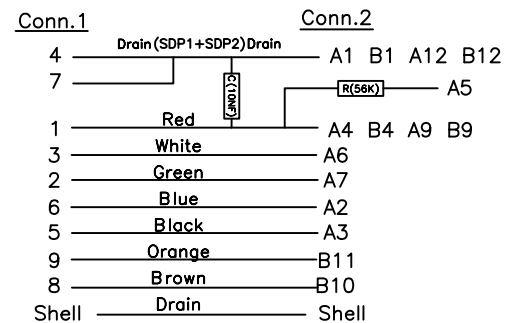 Conn.1 Conn.2
Drain(SDP1+SDP2)Drain
4 A1 B1 A12 B12
7
C(10NF)
R(56K) A5
1 Red A4 B4 A9 B9
3 White A6
2 Green A7
6 Blue A2
5 Black A3
9 Orange B11
8 Brown B10
Shell Drain Shell